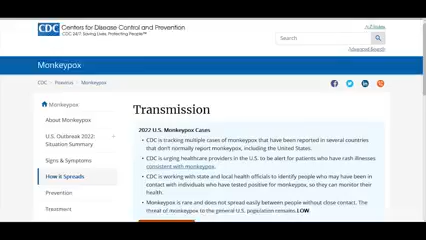 CDC Centers for Disease Control and Prevention
CDC 24/7: Saving Lives, Protecting People™
Search
Advanced Search
Monkeypox
CDC > Poxvirus > Monkeypox
Monkeypox
About Monkeypox
U.S. Outbreak 2022:
Situation Summary
Signs & Symptoms
How it Spreads
Prevention
Treatment
Transmission
2022 U.S. Monkeypox Cases
• CDC is tracking multiple cases of monkeypox that have been reported in several countries
that don't normally report monkeypox, including the United States.
• CDC is urging healthcare providers in the U.S. to be alert for patients who have rash illnesses
consistent with monkeypox.
• CDC is working with state and local health officials to identify people who may have been in
contact with individuals who have tested positive for monkeypox, so they can monitor their
health.
• Monkeypox is rare and does not spread easily between people without close contact. The
threat of monkeypox to the general U.S. population remains LOW.